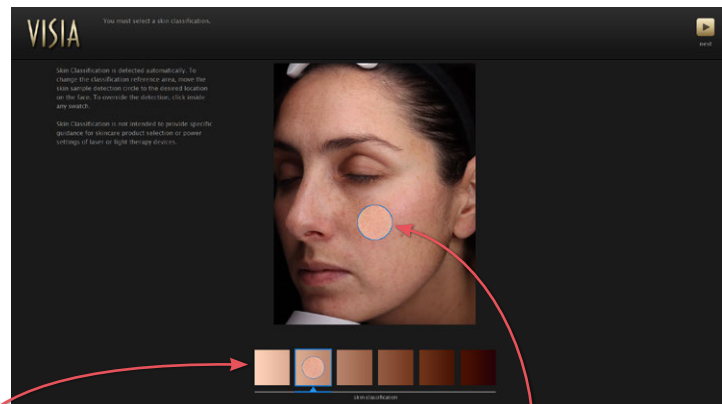 VISIA
You must select a skin classification.
next
Skin Classification is detected automatically. To
change the classification reference area, move the
skin sample detection circle to the desired location
on the face. To override the detection, click inside
any swatch.
Skin Classification is not intended to provide specific
guidance for skincare product selection or power
settings of laser or light therapy devices.
skin classification